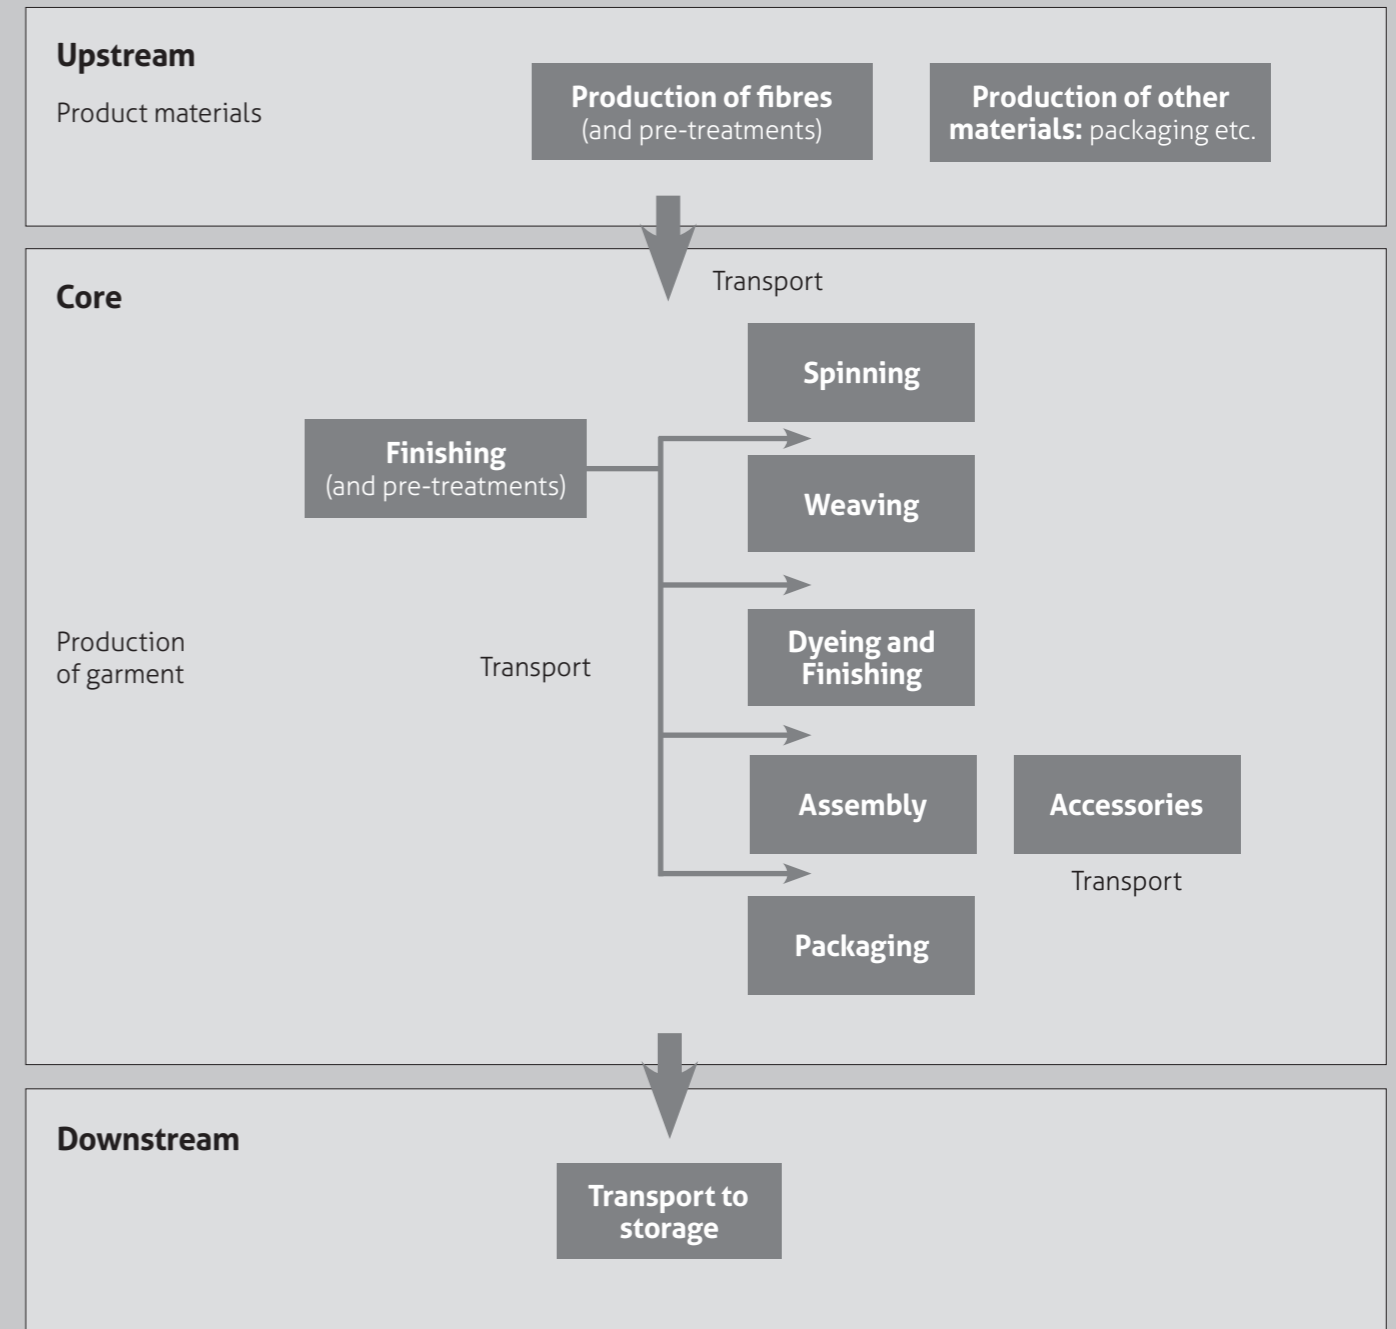 Upstream
Product materials
Production of fibres
(and pre-treatments)
Production of other
materials: packaging etc.
Core
Transport
Spinning
Finishing
(and pre-treatments)
Weaving
Production
of garment
Transport
Dyeing and
Finishing
Assembly
Accessories
Transport
Packaging
Downstream
Transport to
storage